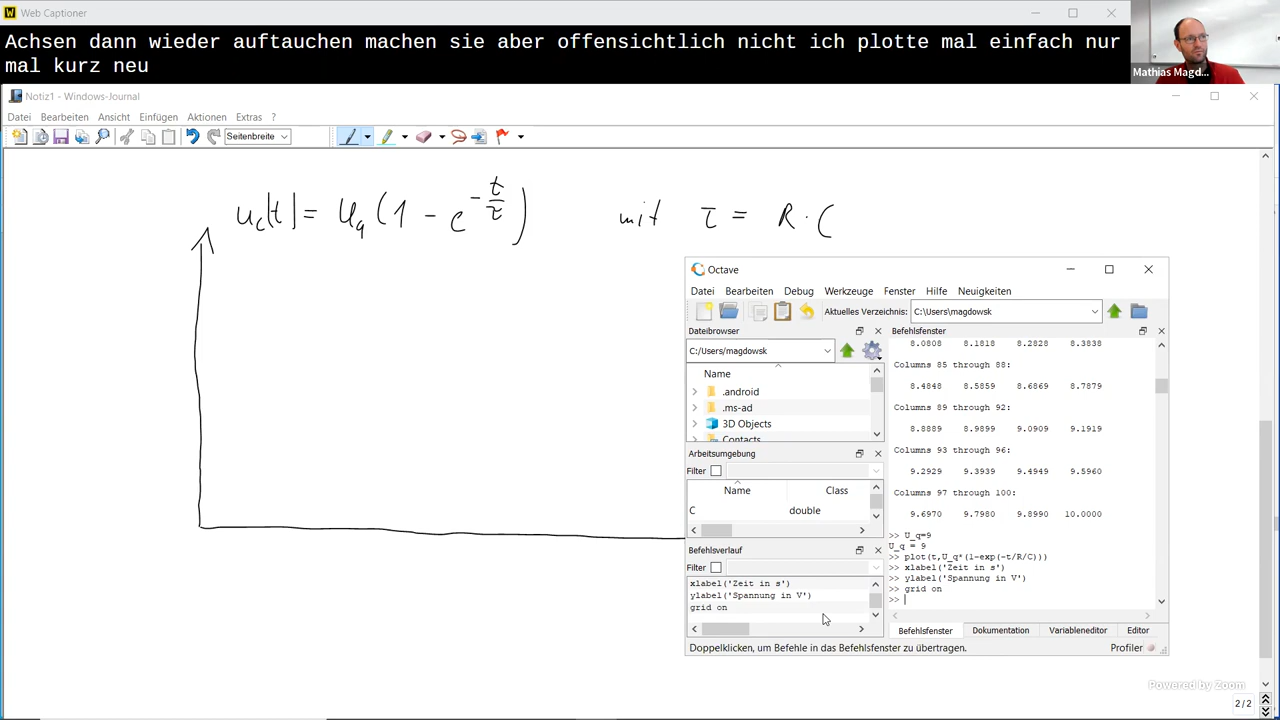 Web Captioner
Achsen dann wieder auftauchen machen sie aber offensichtlich nicht ich plotte mal einfach nur
mal kurz neu
Mathias Magd...
Notiz1 - Windows-Journal
Datei Bearbeiten Ansicht Einfügen Aktionen Extras ?
Seitenbreite
u_c(t) = U_q (1 - e^{-t/τ}) mit τ = R · C
Octave
Datei Bearbeiten Debug Werkzeuge Fenster Hilfe Neuigkeiten
Aktuelles Verzeichnis: C:\Users\magdowsk
Dateibrowser
C:/Users/magdowsk
Name
.android
.ms-ad
3D Objects
Contacts
Arbeitsumgebung
Filter
Name Class
C double
Befehlsverlauf
Filter
xlabel('Zeit in s')
ylabel('Spannung in V')
grid on
Befehlsfenster
8.0808 8.1818 8.2828 8.3838
Columns 85 through 88:
8.4848 8.5859 8.6869 8.7879
Columns 89 through 92:
8.8889 8.9899 9.0909 9.1919
Columns 93 through 96:
9.2929 9.3939 9.4949 9.5960
Columns 97 through 100:
9.6970 9.7980 9.8990 10.0000
>> U_q=9
U_q = 9
>> plot(t,U_q*(1-exp(-t/R/C)))
>> xlabel('Zeit in s')
>> ylabel('Spannung in V')
>> grid on
>>
Befehlsfenster Dokumentation Variableneditor Editor
Doppelklicken, um Befehle in das Befehlsfenster zu übertragen.
Profiler
Powered by Zoom
2/2